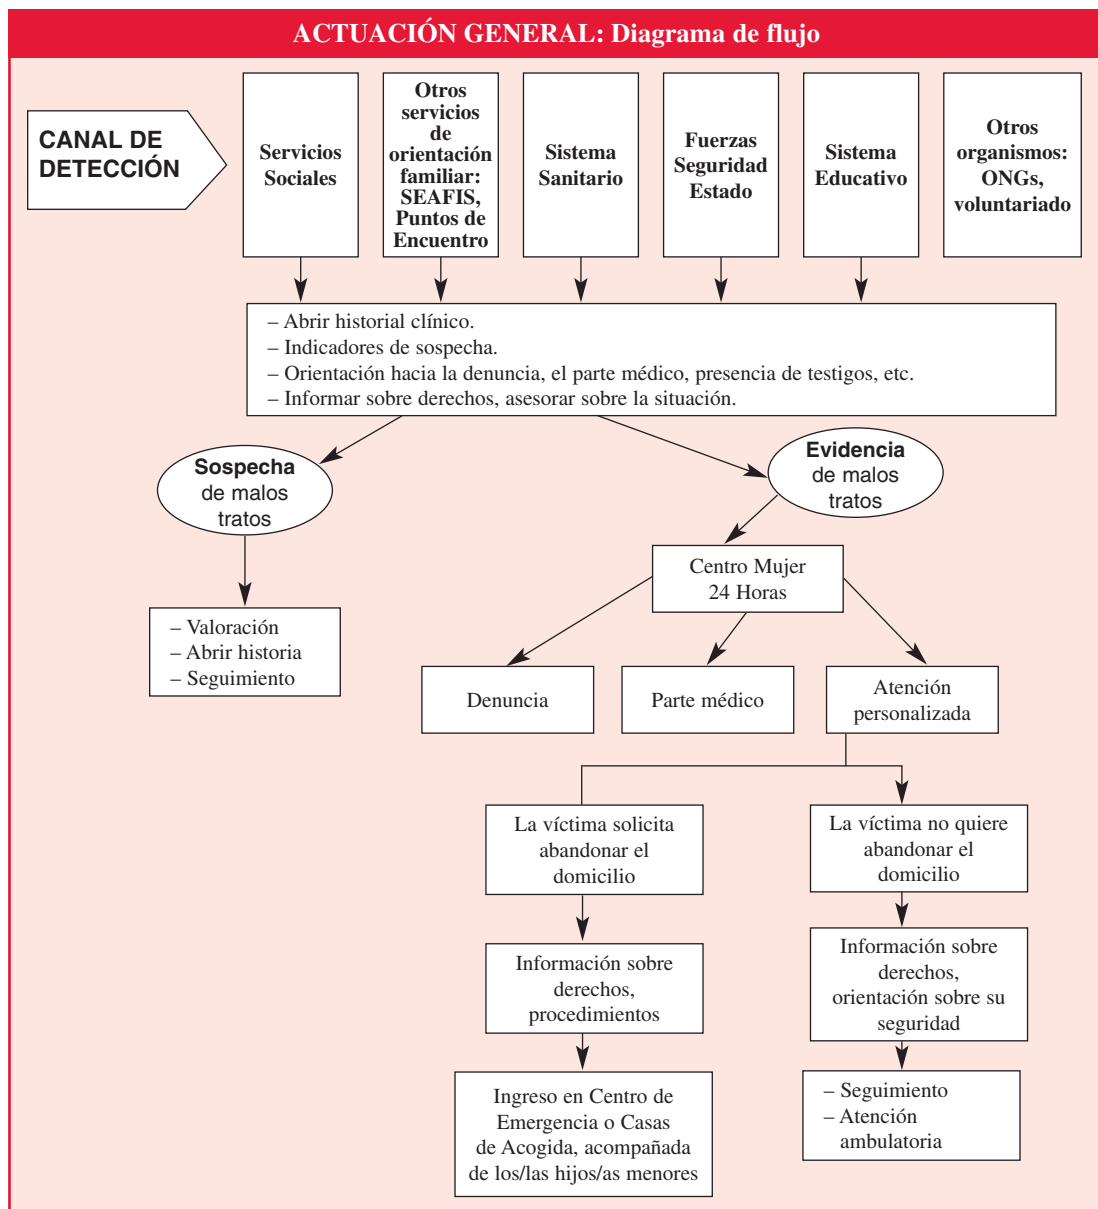 ACTUACIÓN GENERAL: Diagrama de flujo
CANAL DE
DETECCIÓN
Servicios
Sociales
Otros
servicios
de
orientación
familiar:
SEAFIS,
Puntos de
Encuentro
Sistema
Sanitario
Fuerzas
Seguridad
Estado
Sistema
Educativo
Otros
organismos:
ONGs,
voluntariado
– Abrir historial clínico.
– Indicadores de sospecha.
– Orientación hacia la denuncia, el parte médico, presencia de testigos, etc.
– Informar sobre derechos, asesorar sobre la situación.
Sospecha
de malos
tratos
Evidencia
de malos
tratos
– Valoración
– Abrir historia
– Seguimiento
Centro Mujer
24 Horas
Denuncia
Parte médico
Atención
personalizada
La víctima solicita
abandonar el
domicilio
La víctima no quiere
abandonar el
domicilio
Información sobre
derechos,
procedimientos
Información sobre
derechos,
orientación sobre su
seguridad
Ingreso en Centro de
Emergencia o Casas
de Acogida, acompañada
de los/las hijos/as menores
– Seguimiento
– Atención
ambulatoria